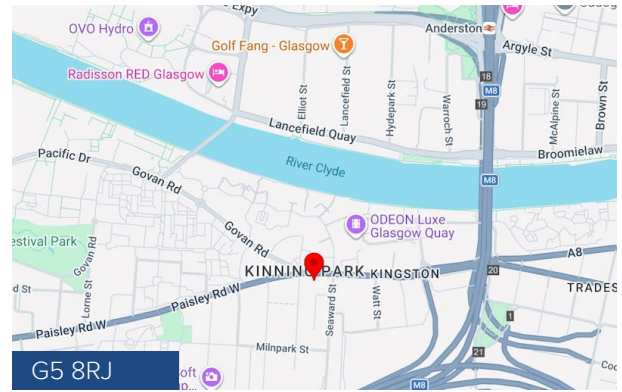 Expy
OVO Hydro
Golf Fang - Glasgow
Radisson RED Glasgow
Anderston
Argyle St
18
M8
19
Elliot St
Lancefield St
Hydepark St
Warroch St
McAlpine St
Brown St
Lancefield Quay
Broomielaw
Pacific Dr
Govan Rd
River Clyde
M8
ODEON Luxe
Glasgow Quay
estival Park
Govan Rd
Lorne St
KINNING PARK
KINGSTON
A8
20
TRADES
Paisley Rd W
Paisley Rd W
Seaward St
Watt St
1
Milnpark St
21
G5 8RJ